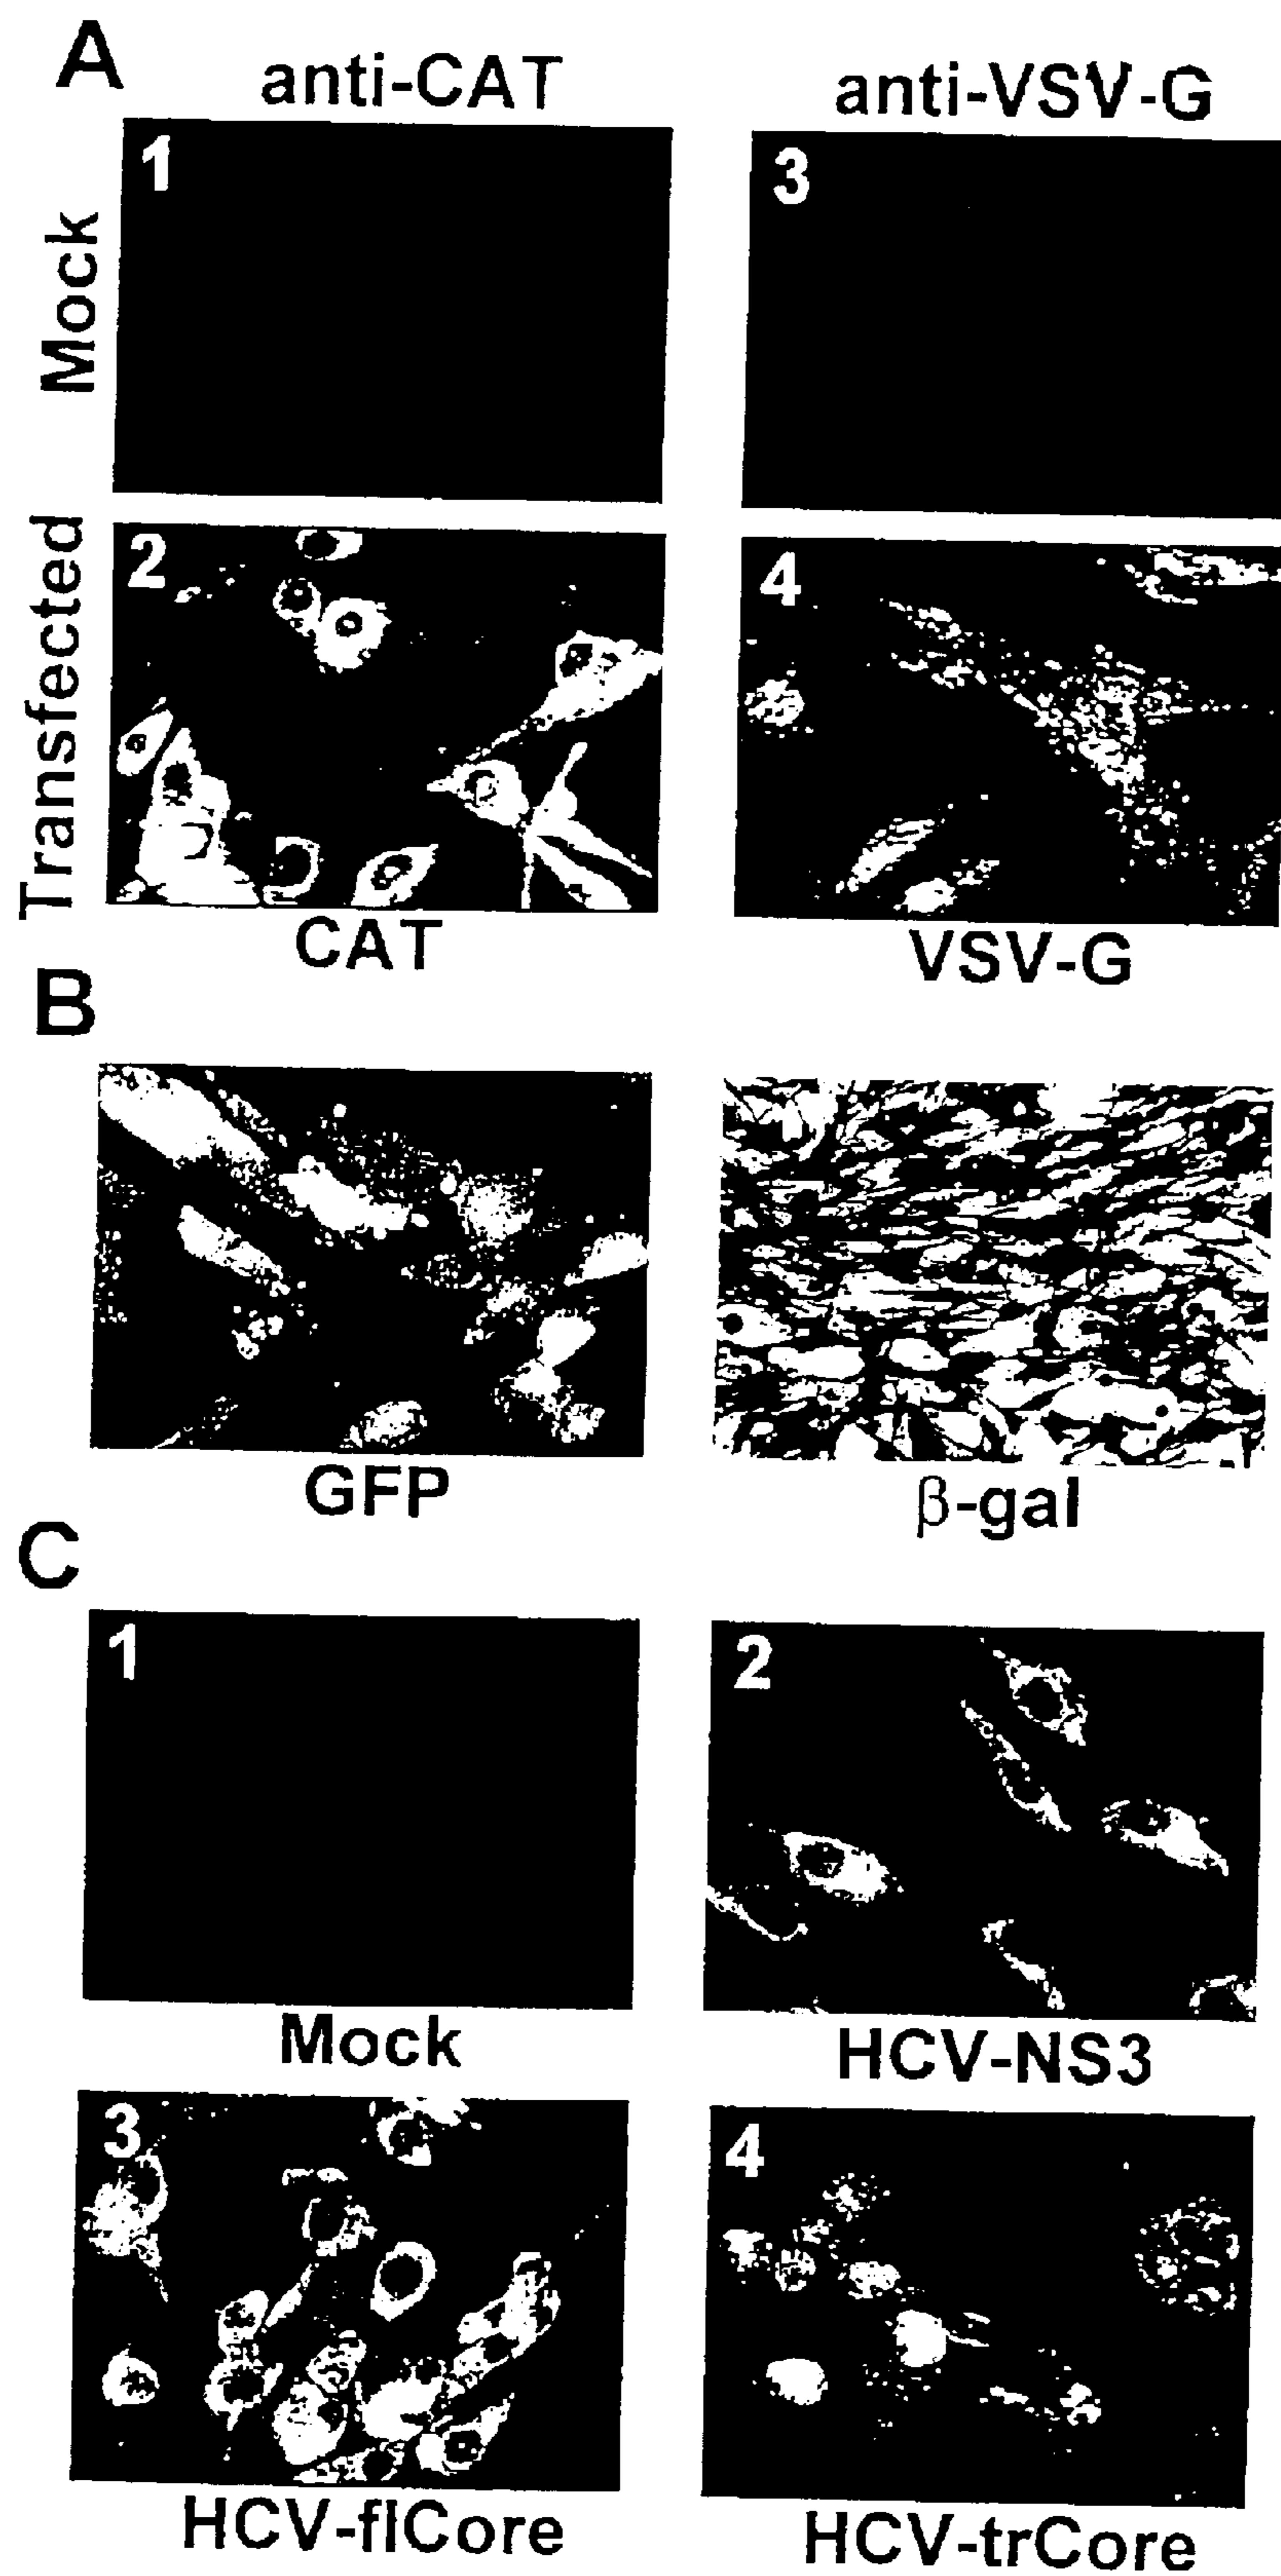 A
anti-CAT
anti-VSV-G
Mock
1
3
Transfected
2
4
CAT
VSV-G
B
GFP
β-gal
C
1
2
Mock
HCV-NS3
3
4
HCV-flCore
HCV-trCore